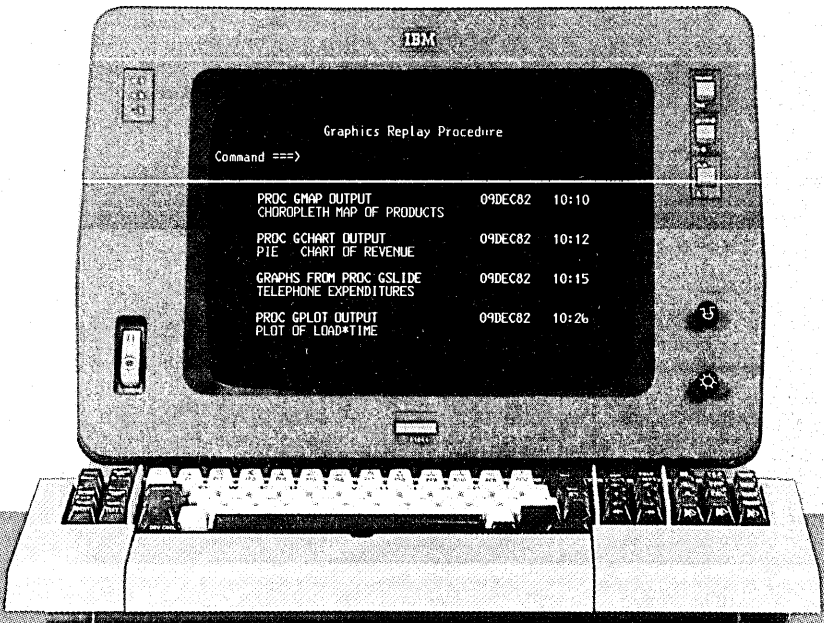 IBM
Graphics Replay Procedure
Command ===>
PROC GMAP OUTPUT 09DEC82 10:10
CHOROPLETH MAP OF PRODUCTS
PROC GCHART OUTPUT 09DEC82 10:12
PIE CHART OF REVENUE
GRAPHS FROM PROC GSLIDE 09DEC82 10:15
TELEPHONE EXPENDITURES
PROC GPLOT OUTPUT 09DEC82 10:26
PLOT OF LOAD*TIME